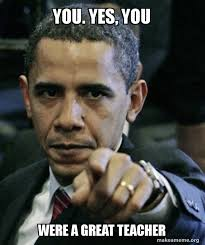 YOU. YES, YOU
WERE A GREAT TEACHER
makeameme.org